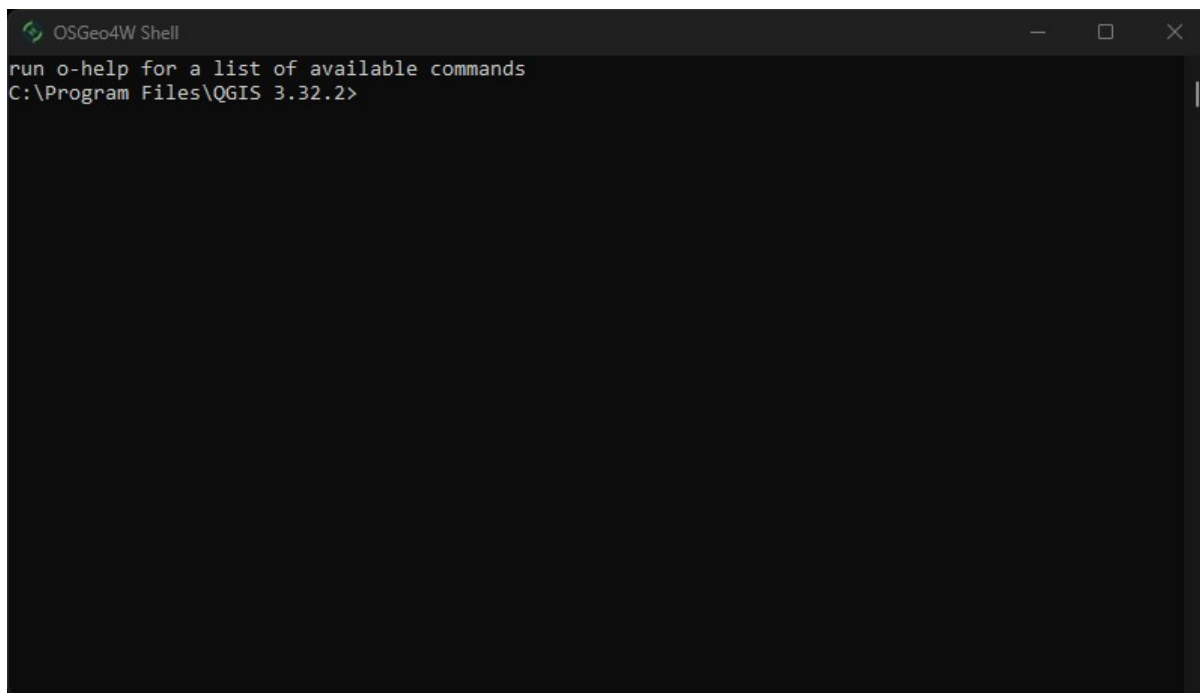 OSGeo4W Shell
run o-help for a list of available commands
C:\Program Files\QGIS 3.32.2>